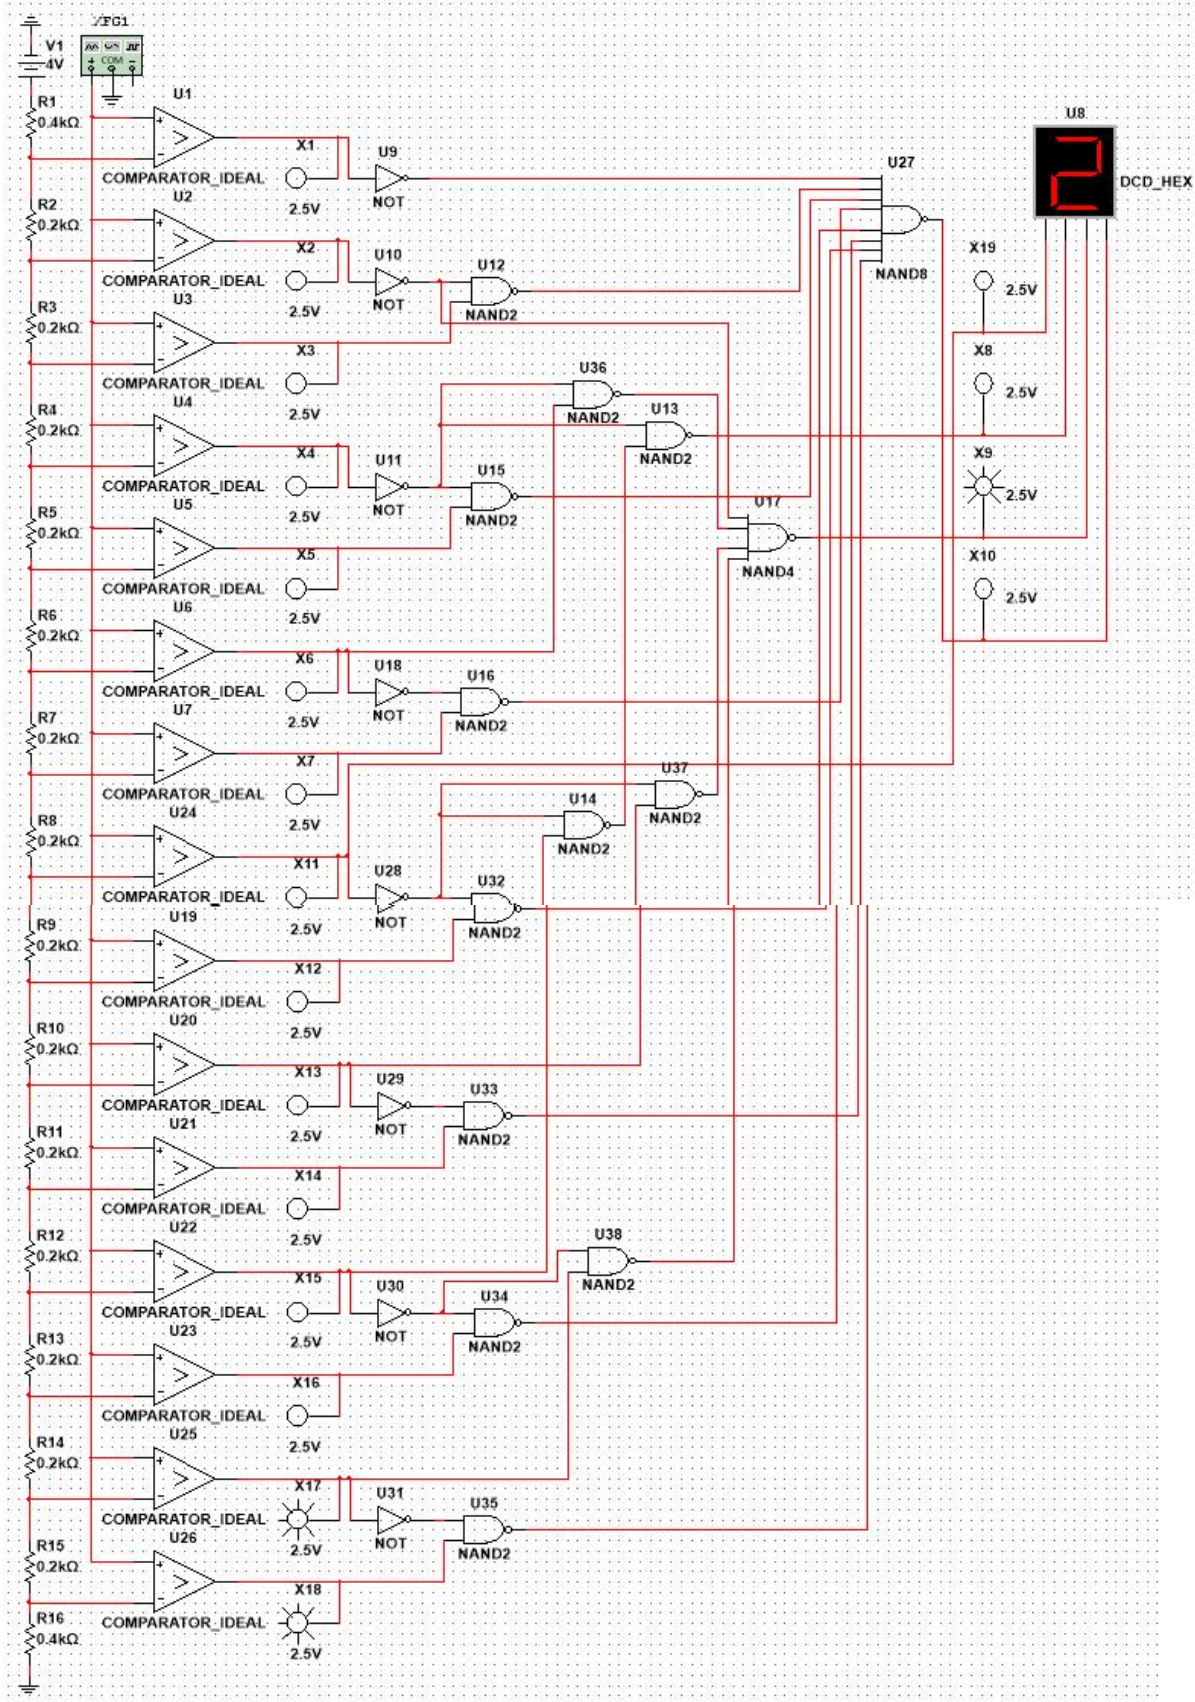 XFG1
V1
4V
+ COM −
R1
0.4kΩ
U1
+
−
>
COMPARATOR_IDEAL
X1
2.5V
U9
NOT
U27
NAND8
U8
DCD_HEX
2
R2
0.2kΩ
U2
+
−
>
COMPARATOR_IDEAL
X2
2.5V
U10
NOT
U12
NAND2
X19
2.5V
R3
0.2kΩ
U3
+
−
>
COMPARATOR_IDEAL
X3
2.5V
U36
NAND2
U13
NAND2
X8
2.5V
R4
0.2kΩ
U4
+
−
>
COMPARATOR_IDEAL
X4
2.5V
U11
NOT
U15
NAND2
X9
2.5V
U17
NAND4
R5
0.2kΩ
U5
+
−
>
COMPARATOR_IDEAL
X5
2.5V
X10
2.5V
R6
0.2kΩ
U6
+
−
>
COMPARATOR_IDEAL
X6
2.5V
U18
NOT
U16
NAND2
R7
0.2kΩ
U7
+
−
>
COMPARATOR_IDEAL
X7
2.5V
U37
NAND2
U14
NAND2
R8
0.2kΩ
U24
+
−
>
COMPARATOR_IDEAL
X11
2.5V
U28
NOT
U32
NAND2
R9
0.2kΩ
U19
+
−
>
COMPARATOR_IDEAL
X12
2.5V
R10
0.2kΩ
U20
+
−
>
COMPARATOR_IDEAL
X13
2.5V
U29
NOT
U33
NAND2
R11
0.2kΩ
U21
+
−
>
COMPARATOR_IDEAL
X14
2.5V
R12
0.2kΩ
U22
+
−
>
COMPARATOR_IDEAL
X15
2.5V
U30
NOT
U34
NAND2
U38
NAND2
R13
0.2kΩ
U23
+
−
>
COMPARATOR_IDEAL
X16
2.5V
R14
0.2kΩ
U25
+
−
>
COMPARATOR_IDEAL
X17
2.5V
U31
NOT
U35
NAND2
R15
0.2kΩ
U26
+
−
>
COMPARATOR_IDEAL
X18
2.5V
R16
0.4kΩ